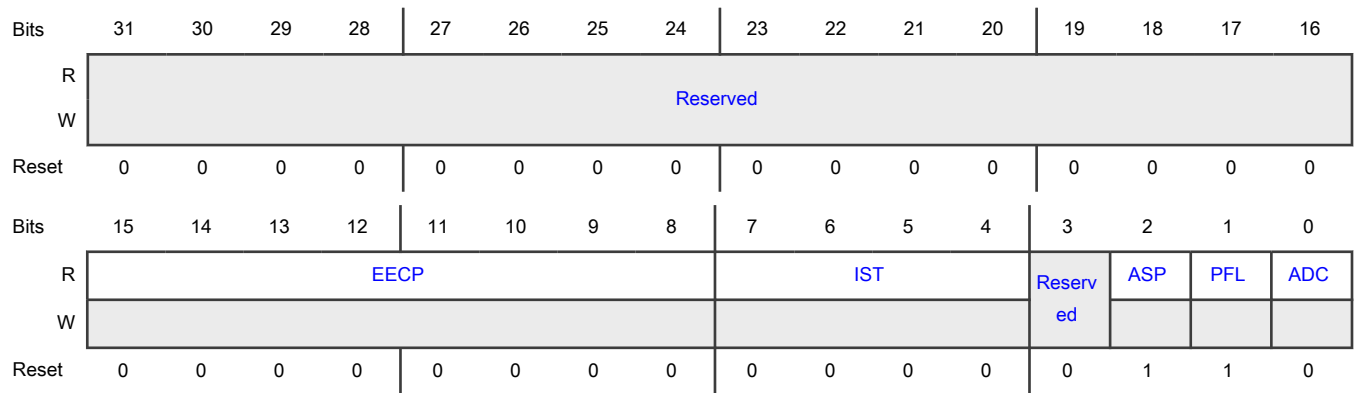 Bits 31 30 29 28 27 26 25 24 23 22 21 20 19 18 17 16
R
Reserved
W
Reset 0 0 0 0 0 0 0 0 0 0 0 0 0 0 0 0
Bits 15 14 13 12 11 10 9 8 7 6 5 4 3 2 1 0
R EECP IST Reserv ASP PFL ADC
W ed
Reset 0 0 0 0 0 0 0 0 0 0 0 0 0 1 1 0